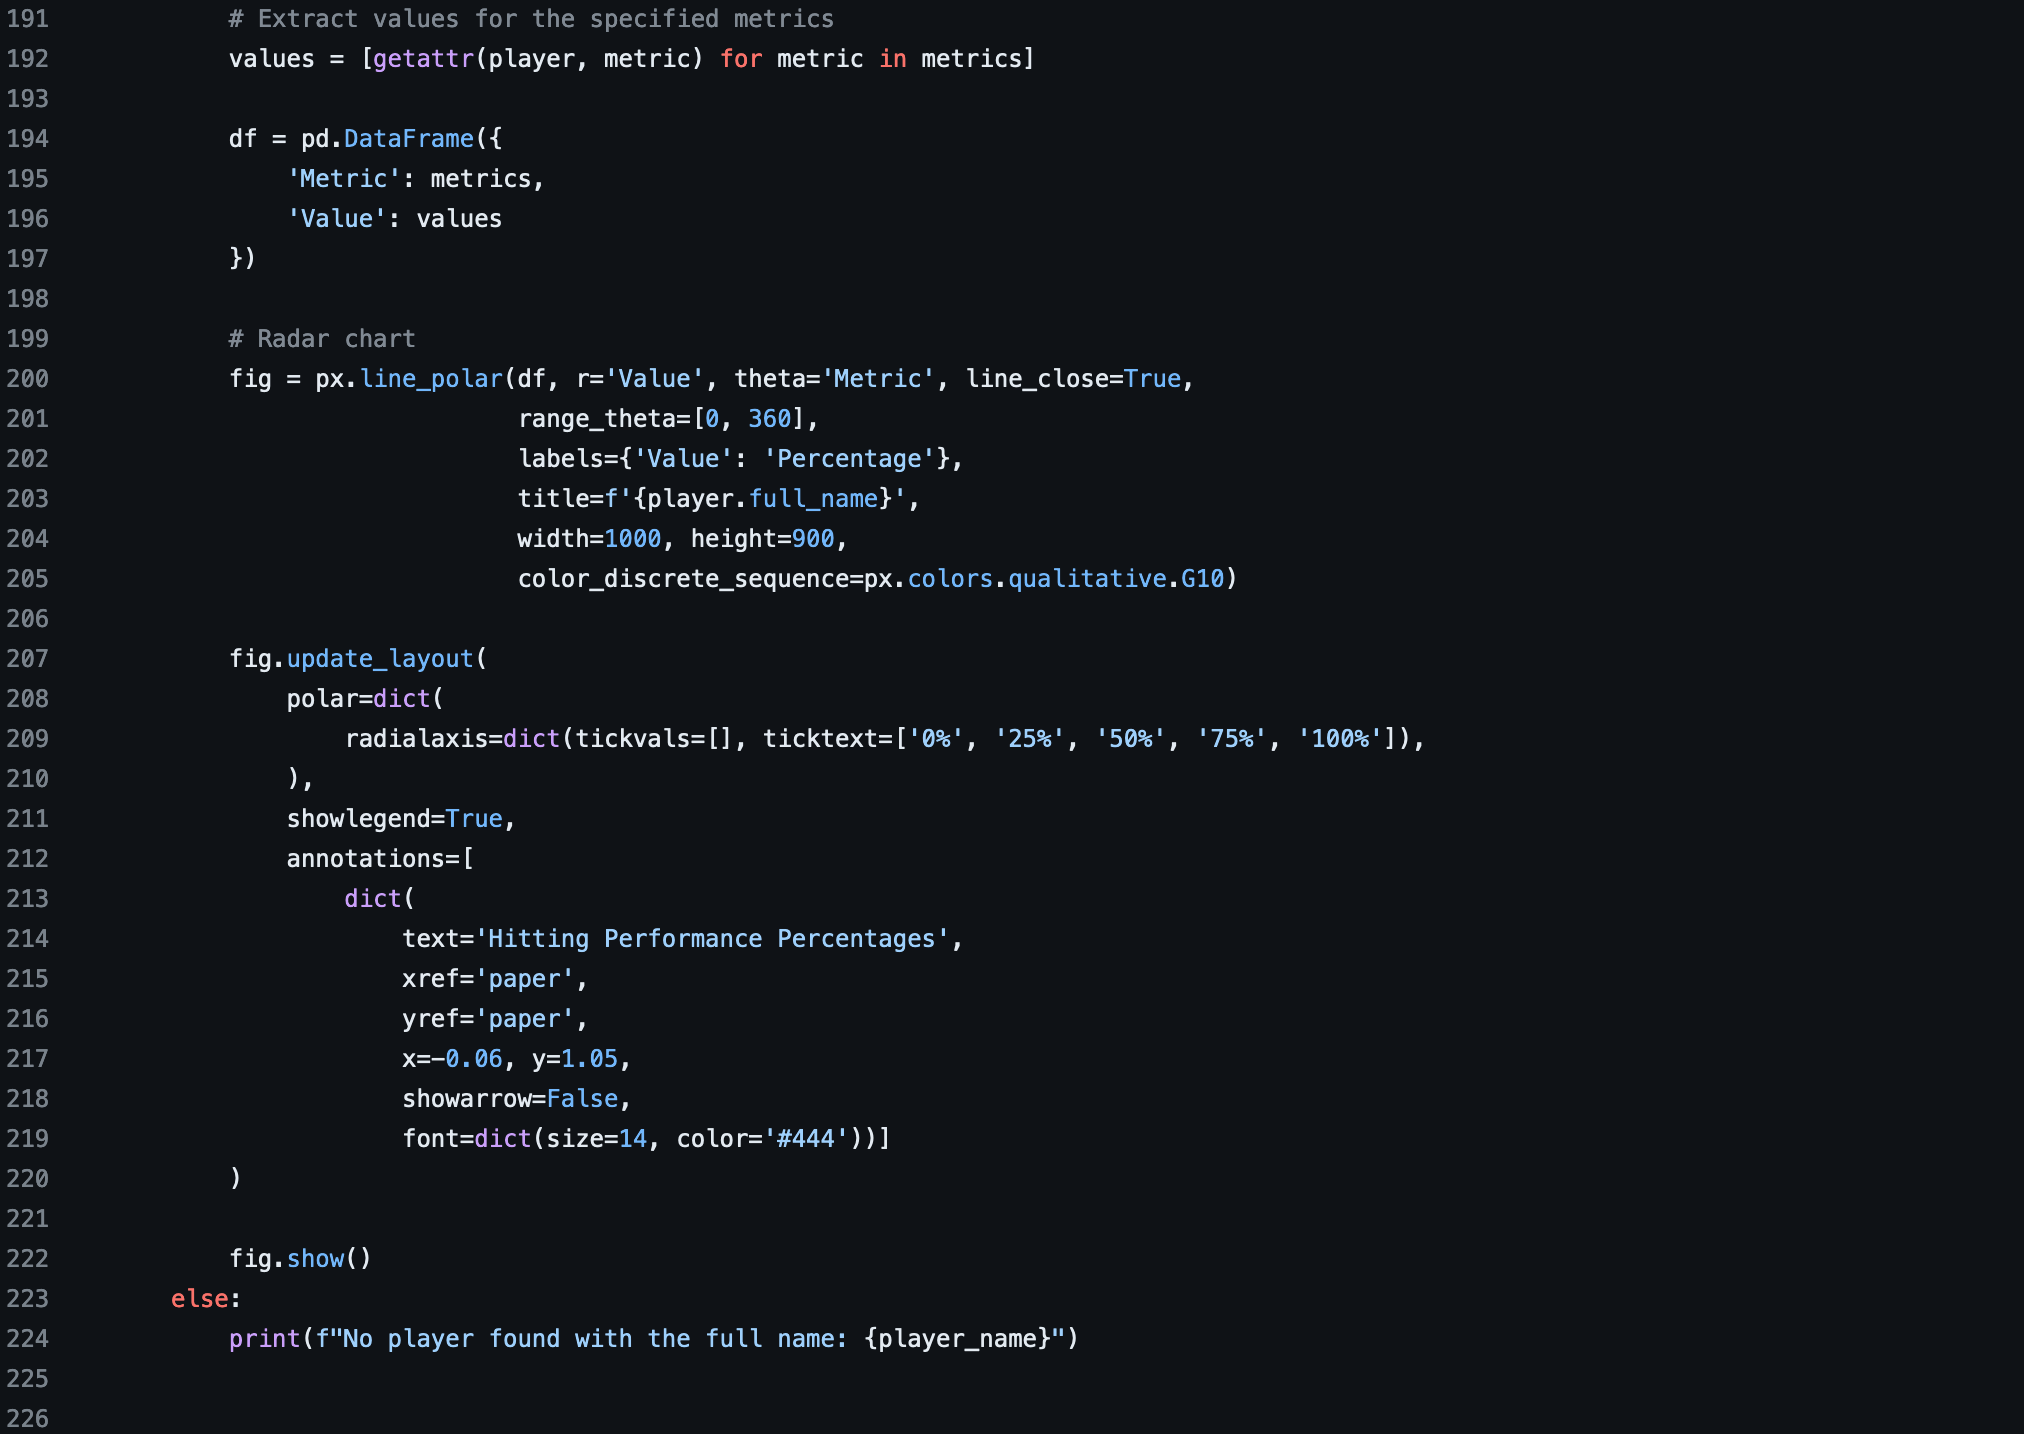 191 # Extract values for the specified metrics
192 values = [getattr(player, metric) for metric in metrics]
193
194 df = pd.DataFrame({
195 'Metric': metrics,
196 'Value': values
197 })
198
199 # Radar chart
200 fig = px.line_polar(df, r='Value', theta='Metric', line_close=True,
201 range_theta=[0, 360],
202 labels={'Value': 'Percentage'},
203 title=f'{player.full_name}',
204 width=1000, height=900,
205 color_discrete_sequence=px.colors.qualitative.G10)
206
207 fig.update_layout(
208 polar=dict(
209 radialaxis=dict(tickvals=[], ticktext=['0%', '25%', '50%', '75%', '100%']),
210 ),
211 showlegend=True,
212 annotations=[
213 dict(
214 text='Hitting Performance Percentages',
215 xref='paper',
216 yref='paper',
217 x=-0.06, y=1.05,
218 showarrow=False,
219 font=dict(size=14, color='#444'))]
220 )
221
222 fig.show()
223 else:
224 print(f"No player found with the full name: {player_name}")
225
226